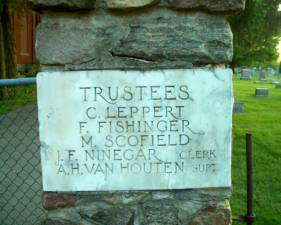 TRUSTEES
C. LEPPERT
F. FISHINGER
M. SCOFIELD
J. F. NINEGAR CLERK
A. H. VAN HOUTEN SUPT.